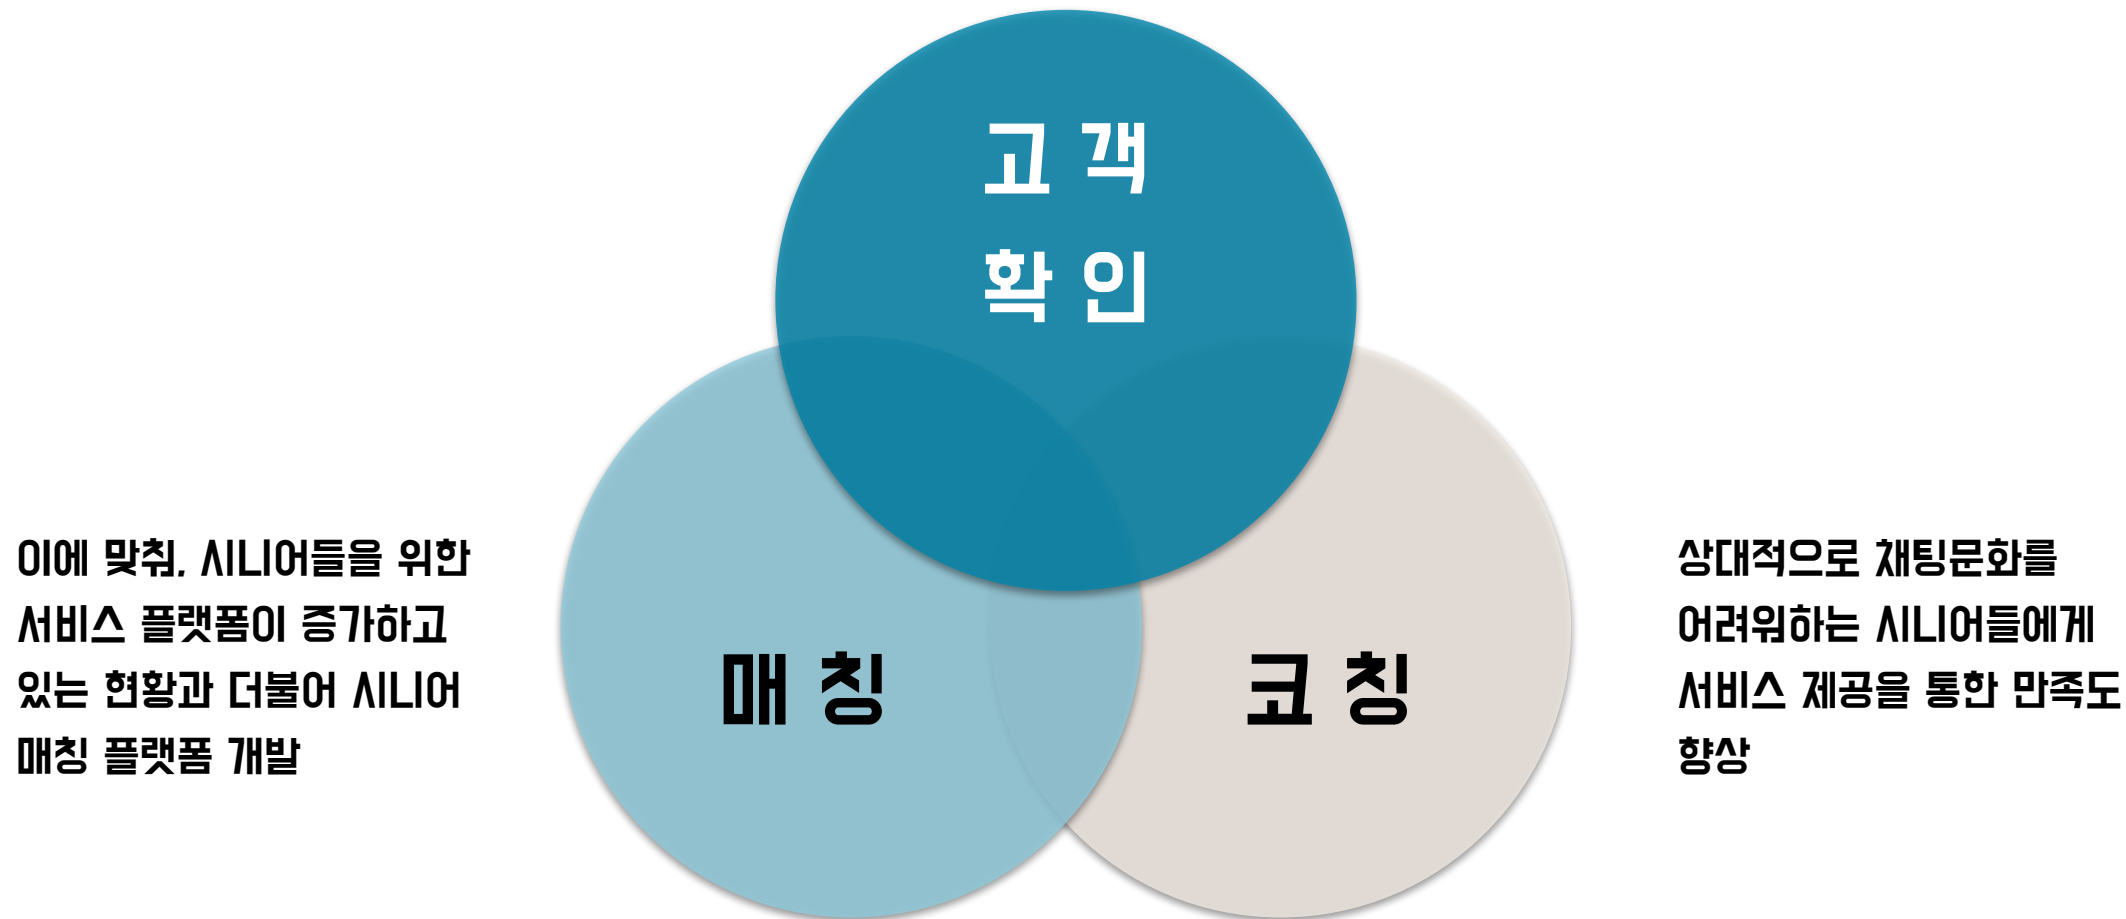 고객
확인
매칭
코칭
이에 맞춰, 시니어들을 위한
서비스 플랫폼이 증가하고
있는 현황과 더불어 시니어
매칭 플랫폼 개발
상대적으로 채팅문화를
어려워하는 시니어들에게
서비스 제공을 통한 만족도
향상